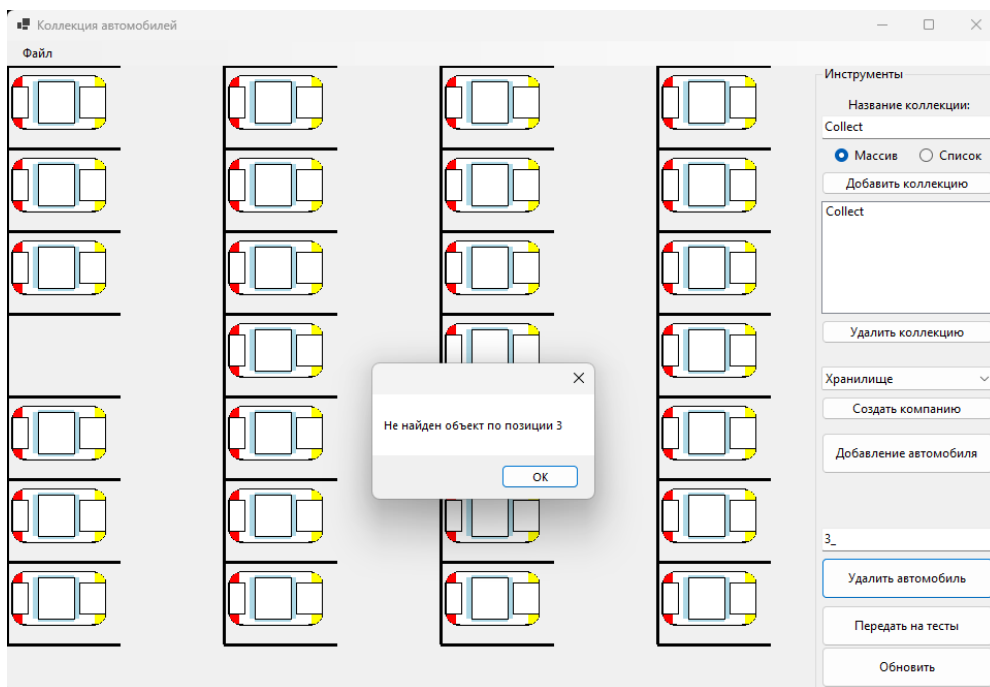 Коллекция автомобилей
Файл
Инструменты
Название коллекции:
Collect
Массив
Список
Добавить коллекцию
Collect
Удалить коллекцию
Хранилище
Создать компанию
Добавление автомобиля
Не найден объект по позиции 3
OK
3_
Удалить автомобиль
Передать на тесты
Обновить